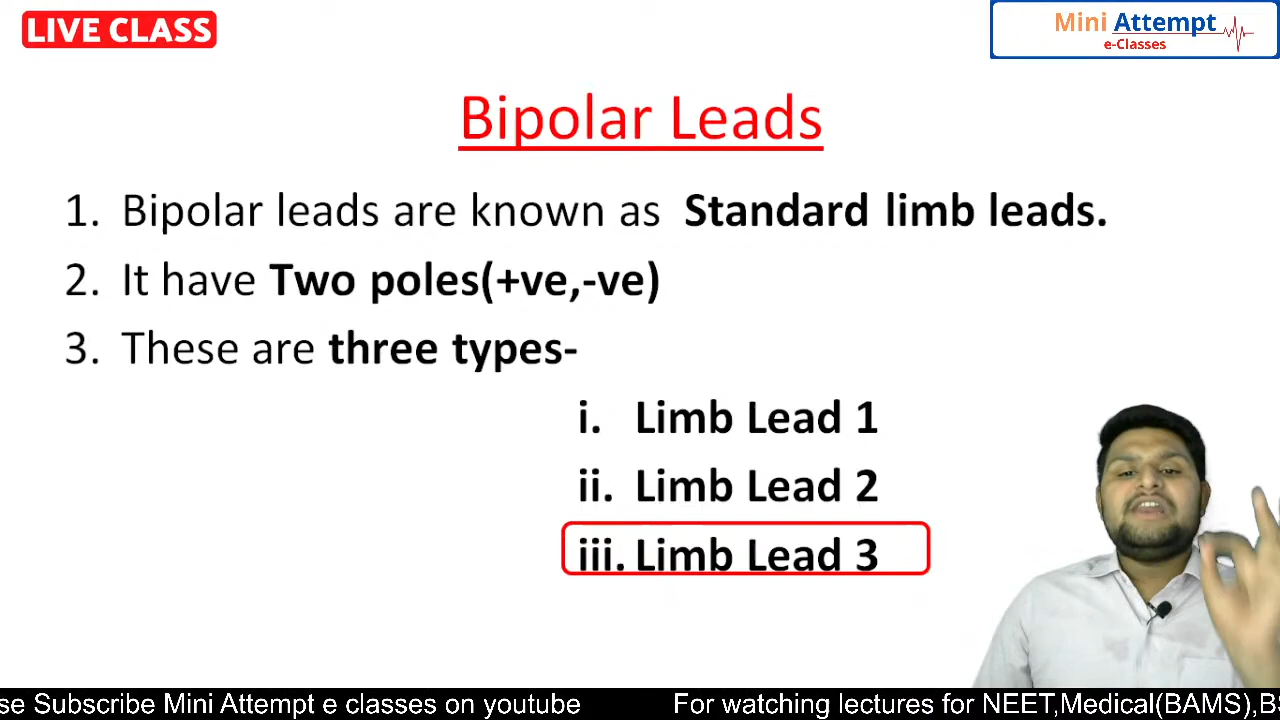 LIVE CLASS
Mini Attempt
e-Classes
Bipolar Leads
1. Bipolar leads are known as Standard limb leads.
2. It have Two poles(+ve,-ve)
3. These are three types-
i. Limb Lead 1
ii. Limb Lead 2
iii. Limb Lead 3
se Subscribe Mini Attempt e classes on youtube For watching lectures for NEET,Medical(BAMS),